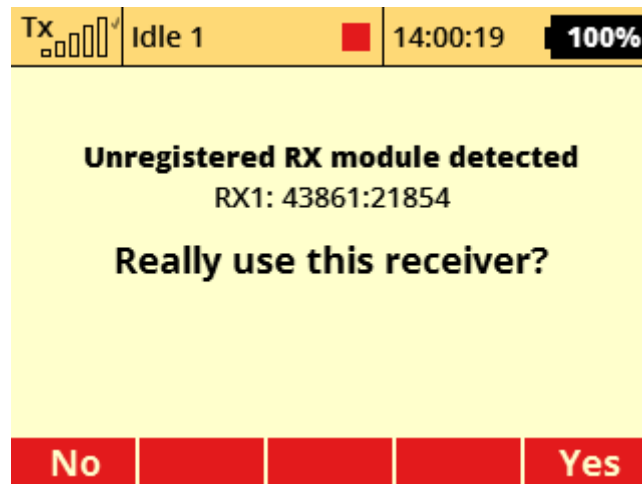 Tx Idle 1 14:00:19 100%
Unregistered RX module detected
RX1: 43861:21854
Really use this receiver?
No Yes